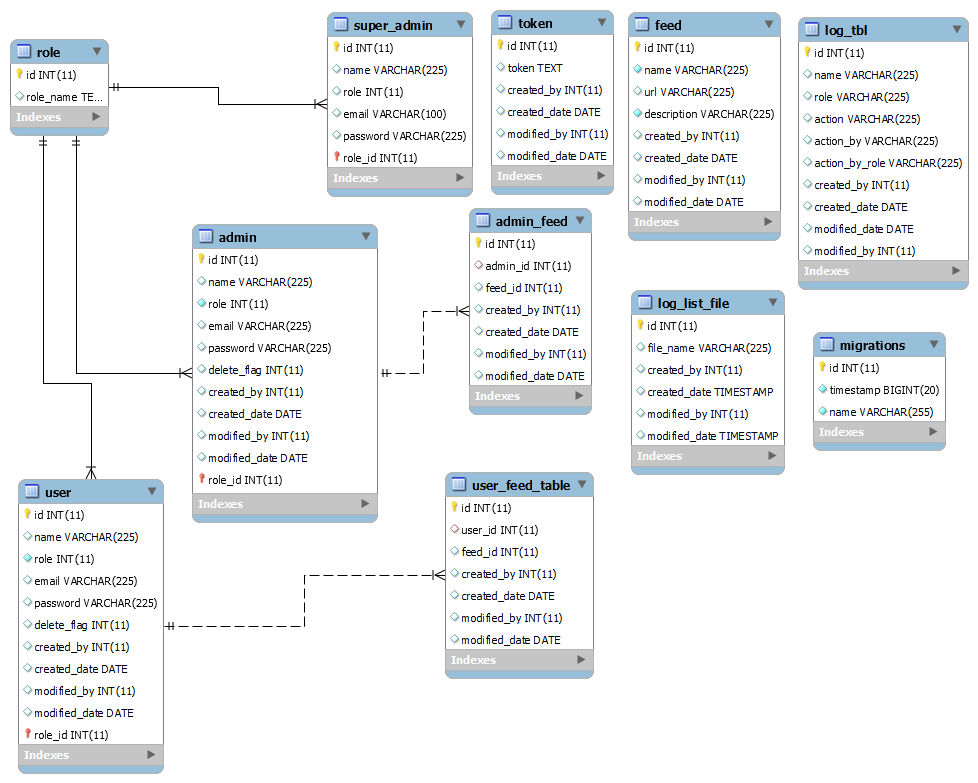 role
id INT(11)
role_name TE...
Indexes
super_admin
id INT(11)
name VARCHAR(225)
role INT(11)
email VARCHAR(100)
password VARCHAR(225)
role_id INT(11)
Indexes
token
id INT(11)
token TEXT
created_by INT(11)
created_date DATE
modified_by INT(11)
modified_date DATE
Indexes
feed
id INT(11)
name VARCHAR(225)
url VARCHAR(225)
description VARCHAR(225)
created_by INT(11)
created_date DATE
modified_by INT(11)
modified_date DATE
Indexes
log_tbl
id INT(11)
name VARCHAR(225)
role VARCHAR(225)
action VARCHAR(225)
action_by VARCHAR(225)
action_by_role VARCHAR(225)
created_by INT(11)
created_date DATE
modified_date DATE
modified_by INT(11)
Indexes
admin
id INT(11)
name VARCHAR(225)
role INT(11)
email VARCHAR(225)
password VARCHAR(225)
delete_flag INT(11)
created_by INT(11)
created_date DATE
modified_by INT(11)
modified_date DATE
role_id INT(11)
Indexes
admin_feed
id INT(11)
admin_id INT(11)
feed_id INT(11)
created_by INT(11)
created_date DATE
modified_by INT(11)
modified_date DATE
Indexes
log_list_file
id INT(11)
file_name VARCHAR(225)
created_by INT(11)
created_date TIMESTAMP
modified_by INT(11)
modified_date TIMESTAMP
Indexes
migrations
id INT(11)
timestamp BIGINT(20)
name VARCHAR(255)
Indexes
user
id INT(11)
name VARCHAR(225)
role INT(11)
email VARCHAR(225)
password VARCHAR(225)
delete_flag INT(11)
created_by INT(11)
created_date DATE
modified_by INT(11)
modified_date DATE
role_id INT(11)
Indexes
user_feed_table
id INT(11)
user_id INT(11)
feed_id INT(11)
created_by INT(11)
created_date DATE
modified_by INT(11)
modified_date DATE
Indexes